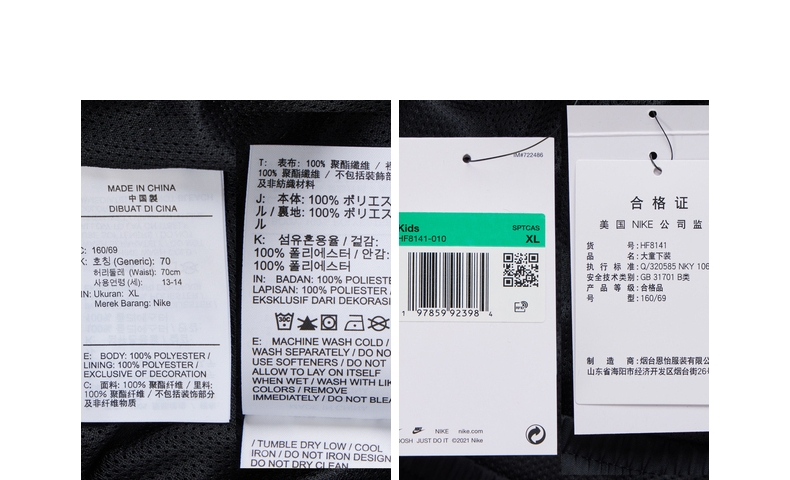 MADE IN CHINA
中国製
DIBUAT DI CINA
C: 160/69
K: 호칭 (Generic): 70
허리둘레 (Waist): 70cm
사용연령 (세): 13-14
IN: Ukuran: XL
Merek Barang: Nike
E: BODY: 100% POLYESTER /
LINING: 100% POLYESTER /
EXCLUSIVE OF DECORATION
C: 面料: 100% 聚酯纤维 / 里料:
100% 聚酯纤维 / 不包括装饰部分
及非纤维物质
T: 表布: 100% 聚酯纖維 /
100% 聚酯纖維 / 不包括裝飾部
及非紡織材料
J: 本体: 100% ポリエス
ル / 裏地: 100% ポリエス
ル
K: 섬유혼용율 / 겉감:
100% 폴리에스터 / 안감:
100% 폴리에스터
IN: BADAN: 100% POLIESTE
LAPISAN: 100% POLIESTER
EKSKLUSIF DARI DEKORASI
E: MACHINE WASH COLD /
WASH SEPARATELY / DO NO
USE SOFTENERS / DO NOT
ALLOW TO LAY ON ITSELF
WHEN WET / WASH WITH LIK
COLORS / REMOVE
IMMEDIATELY / DO NOT BLEA
/ TUMBLE DRY LOW / COOL
IRON / DO NOT IRON DESIGN
DO NOT DRY CLEAN
IM#722486
Kids
SPTCAS
HF8141-010
XL
1 97859 92398 4
NIKE nike.com
OOSH JUST DO IT ©2021 Nike
合格证
美国 NIKE 公司监
货号: HF8141
品名: 大童下装
执行标准: Q/320585 NKY 106
安全技术类别: GB 31701 B类
产品等级: 合格品
号型: 160/69
制造商: 烟台恩怡服装有限公
山东省海阳市经济开发区烟台街26号